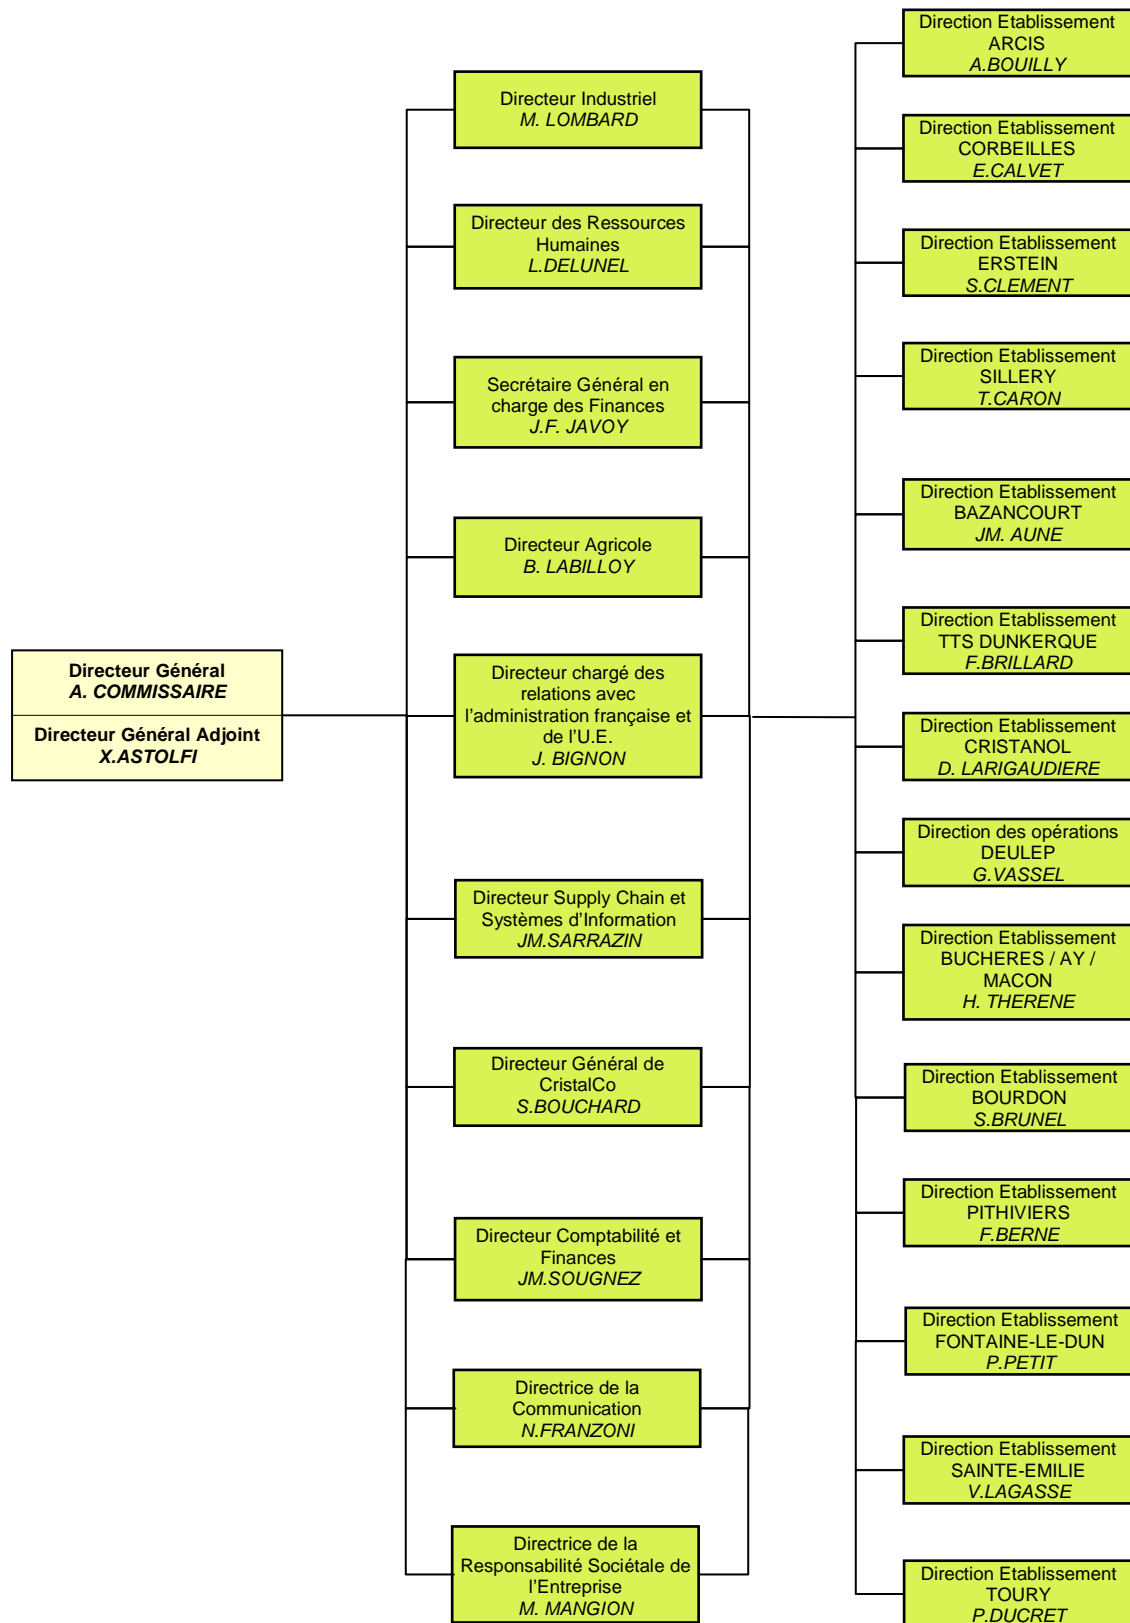 Directeur Général
A. COMMISSAIRE
Directeur Général Adjoint
X.ASTOLFI
Directeur Industriel
M. LOMBARD
Directeur des Ressources
Humaines
L.DELUNEL
Secrétaire Général en
charge des Finances
J.F. JAVOY
Directeur Agricole
B. LABILLOY
Directeur chargé des
relations avec
l’administration française et
de l’U.E.
J. BIGNON
Directeur Supply Chain et
Systèmes d’Information
JM.SARRAZIN
Directeur Général de
CristalCo
S.BOUCHARD
Directeur Comptabilité et
Finances
JM.SOUGNEZ
Directrice de la
Communication
N.FRANZONI
Directrice de la
Responsabilité Sociétale de
l’Entreprise
M. MANGION
Direction Etablissement
ARCIS
A.BOUILLY
Direction Etablissement
CORBEILLES
E.CALVET
Direction Etablissement
ERSTEIN
S.CLEMENT
Direction Etablissement
SILLERY
T.CARON
Direction Etablissement
BAZANCOURT
JM. AUNE
Direction Etablissement
TTS DUNKERQUE
F.BRILLARD
Direction Etablissement
CRISTANOL
D. LARIGAUDIERE
Direction des opérations
DEULEP
G.VASSEL
Direction Etablissement
BUCHERES / AY /
MACON
H. THERENE
Direction Etablissement
BOURDON
S.BRUNEL
Direction Etablissement
PITHIVIERS
F.BERNE
Direction Etablissement
FONTAINE-LE-DUN
P.PETIT
Direction Etablissement
SAINTE-EMILIE
V.LAGASSE
Direction Etablissement
TOURY
P.DUCRET